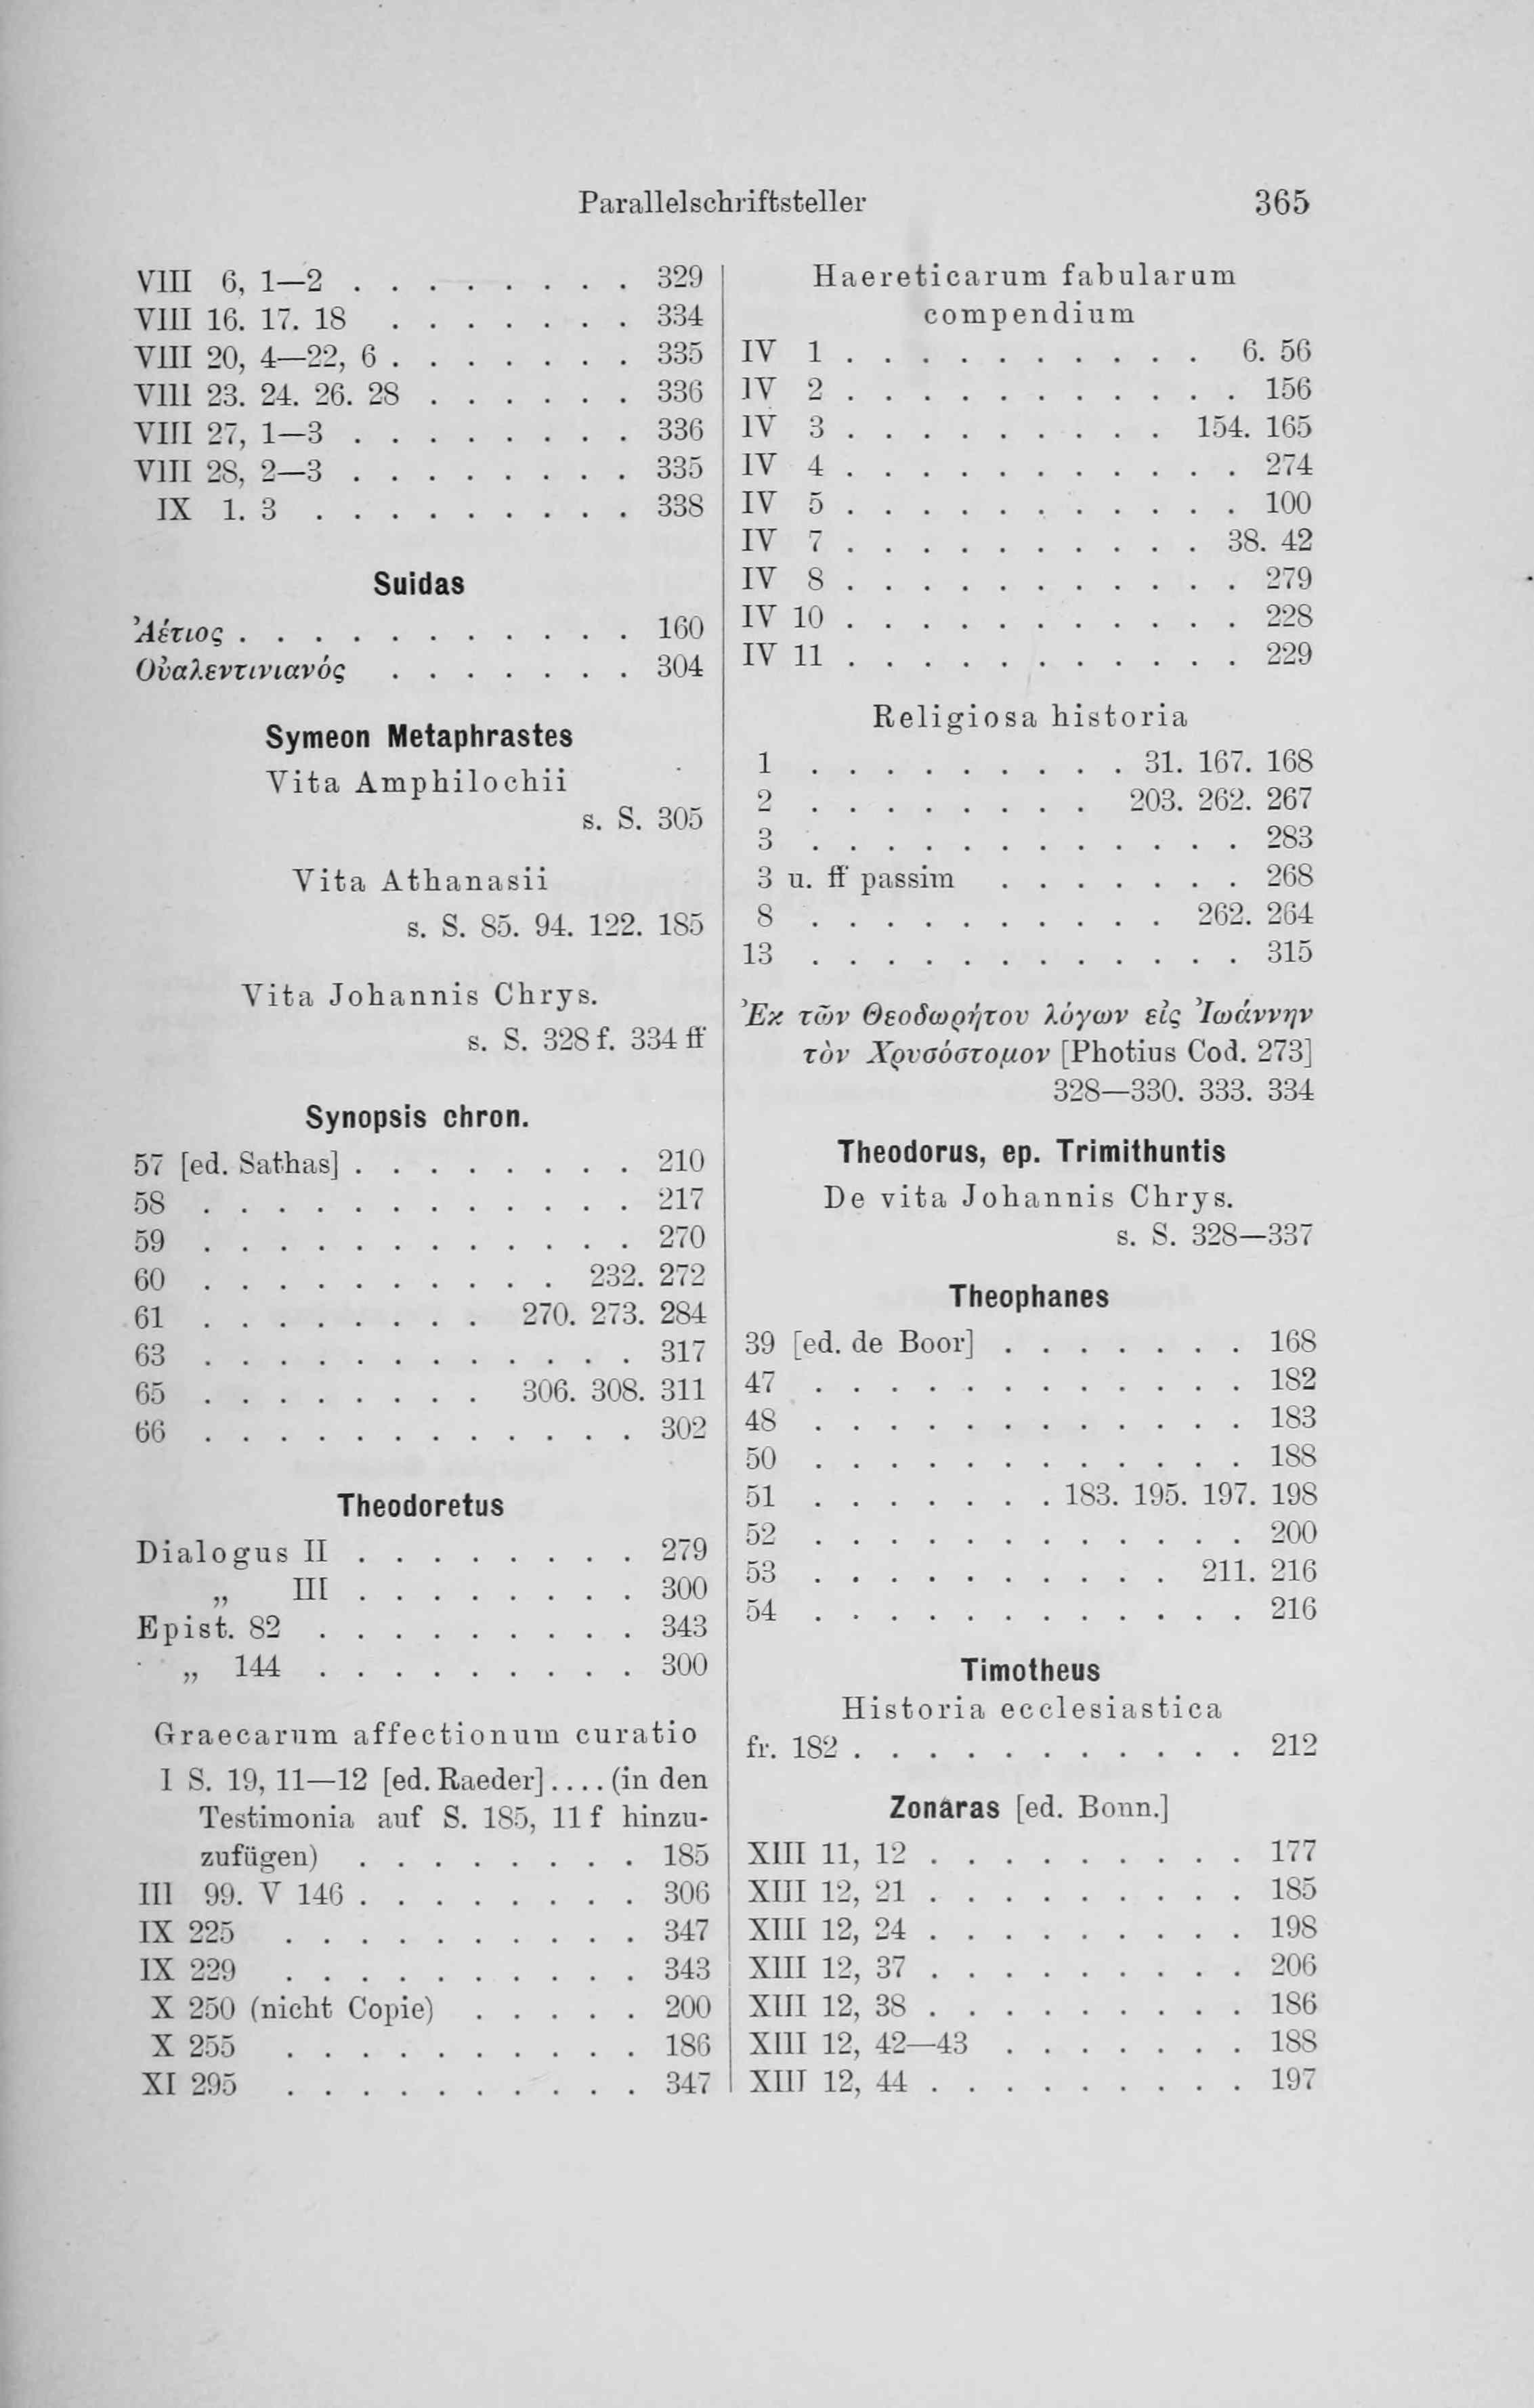 Parallelschriftsteller 365
VIII 6, 1—2 . . . . . . . . 329
VIII 16. 17. 18 . . . . . . . 334
VIII 20, 4—22, 6 . . . . . . . 335
VIII 23. 24. 26. 28 . . . . . . 336
VIII 27, 1—3 . . . . . . . . 336
VIII 28, 2—3 . . . . . . . . 335
IX 1. 3 . . . . . . . . . 338
Suidas
Ἀέτιος . . . . . . . . . . . 160
Οὐαλεντινιανός . . . . . . . 304
Symeon Metaphrastes
Vita Amphilochii
s. S. 305
Vita Athanasii
s. S. 85. 94. 122. 185
Vita Johannis Chrys.
s. S. 328 f. 334 ff
Synopsis chron.
57 [ed. Sathas] . . . . . . . . 210
58 . . . . . . . . . . . . 217
59 . . . . . . . . . . . . 270
60 . . . . . . . . . . 232. 272
61 . . . . . . . . 270. 273. 284
63 . . . . . . . . . . . . 317
65 . . . . . . . . 306. 308. 311
66 . . . . . . . . . . . . 302
Theodoretus
Dialogus II . . . . . . . . 279
„ III . . . . . . . . 300
Epist. 82 . . . . . . . . . 343
„ 144 . . . . . . . . . 300
Graecarum affectionum curatio
I S. 19, 11—12 [ed. Raeder] . . . . (in den
Testimonia auf S. 185, 11 f hinzu-
zufügen) . . . . . . . . 185
III 99. V 146 . . . . . . . . 306
IX 225 . . . . . . . . . . 347
IX 229 . . . . . . . . . . 343
X 250 (nicht Copie) . . . . . 200
X 255 . . . . . . . . . . 186
XI 295 . . . . . . . . . . 347
Haereticarum fabularum
compendium
IV 1 . . . . . . . . . . 6. 56
IV 2 . . . . . . . . . . . 156
IV 3 . . . . . . . . . 154. 165
IV 4 . . . . . . . . . . . 274
IV 5 . . . . . . . . . . . 100
IV 7 . . . . . . . . . . 38. 42
IV 8 . . . . . . . . . . . 279
IV 10 . . . . . . . . . . . 228
IV 11 . . . . . . . . . . . 229
Religiosa historia
1 . . . . . . . . . 31. 167. 168
2 . . . . . . . . 203. 262. 267
3 . . . . . . . . . . . . 283
3 u. ff passim . . . . . . . 268
8 . . . . . . . . . . 262. 264
13 . . . . . . . . . . . . 315
Ἐκ τῶν Θεοδωρήτου λόγων εἰς Ἰωάννην
τὸν Χρυσόστομον [Photius Cod. 273]
328—330. 333. 334
Theodorus, ep. Trimithuntis
De vita Johannis Chrys.
s. S. 328—337
Theophanes
39 [ed. de Boor] . . . . . . . 168
47 . . . . . . . . . . . . 182
48 . . . . . . . . . . . . 183
50 . . . . . . . . . . . . 188
51 . . . . . . . 183. 195. 197. 198
52 . . . . . . . . . . . . 200
53 . . . . . . . . . . 211. 216
54 . . . . . . . . . . . . 216
Timotheus
Historia ecclesiastica
fr. 182 . . . . . . . . . . . 212
Zonaras [ed. Bonn.]
XIII 11, 12 . . . . . . . . . 177
XIII 12, 21 . . . . . . . . . 185
XIII 12, 24 . . . . . . . . . 198
XIII 12, 37 . . . . . . . . . 206
XIII 12, 38 . . . . . . . . . 186
XIII 12, 42—43 . . . . . . . 188
XIII 12, 44 . . . . . . . . . 197